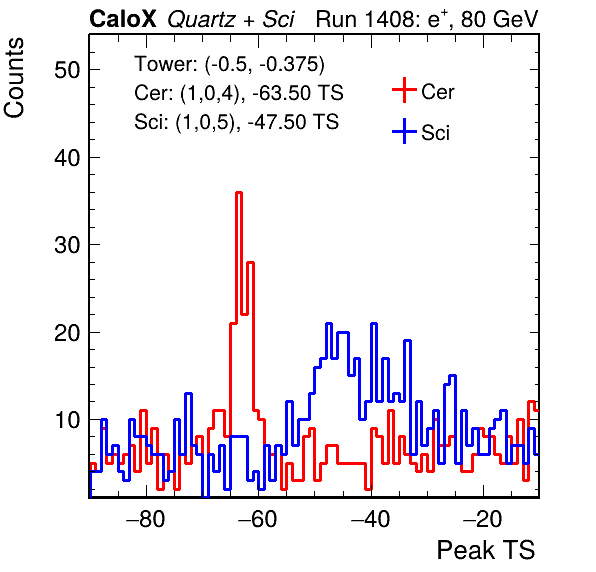 CaloX Quartz + Sci Run 1408: e+, 80 GeV
Counts
Tower: (-0.5, -0.375)
Cer: (1,0,4), -63.50 TS
Sci: (1,0,5), -47.50 TS
Cer
Sci
50
40
30
20
10
−80 −60 −40 −20
Peak TS